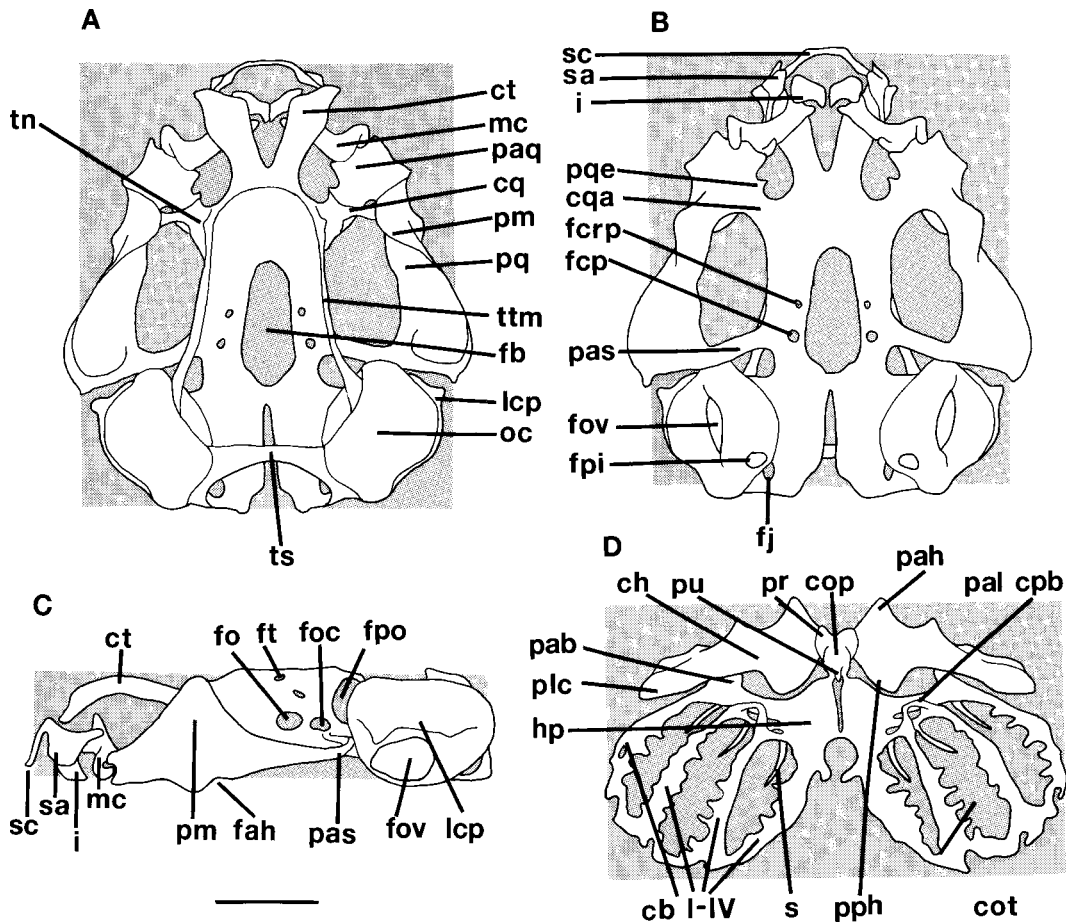 A
B
sc
sa
i
ct
mc
paq
cq
pm
pq
ttm
fb
lcp
oc
tn
ts
pqe
cqa
fcrp
fcp
pas
fov
fpi
fj
C
ct
fo
ft
foc
fpo
sc
sa
i
mc
pm
fah
pas
fov
lcp
D
ch
pu
pr
cop
pah
pal
cpb
pab
plc
hp
cb
I-IV
s
pph
cot